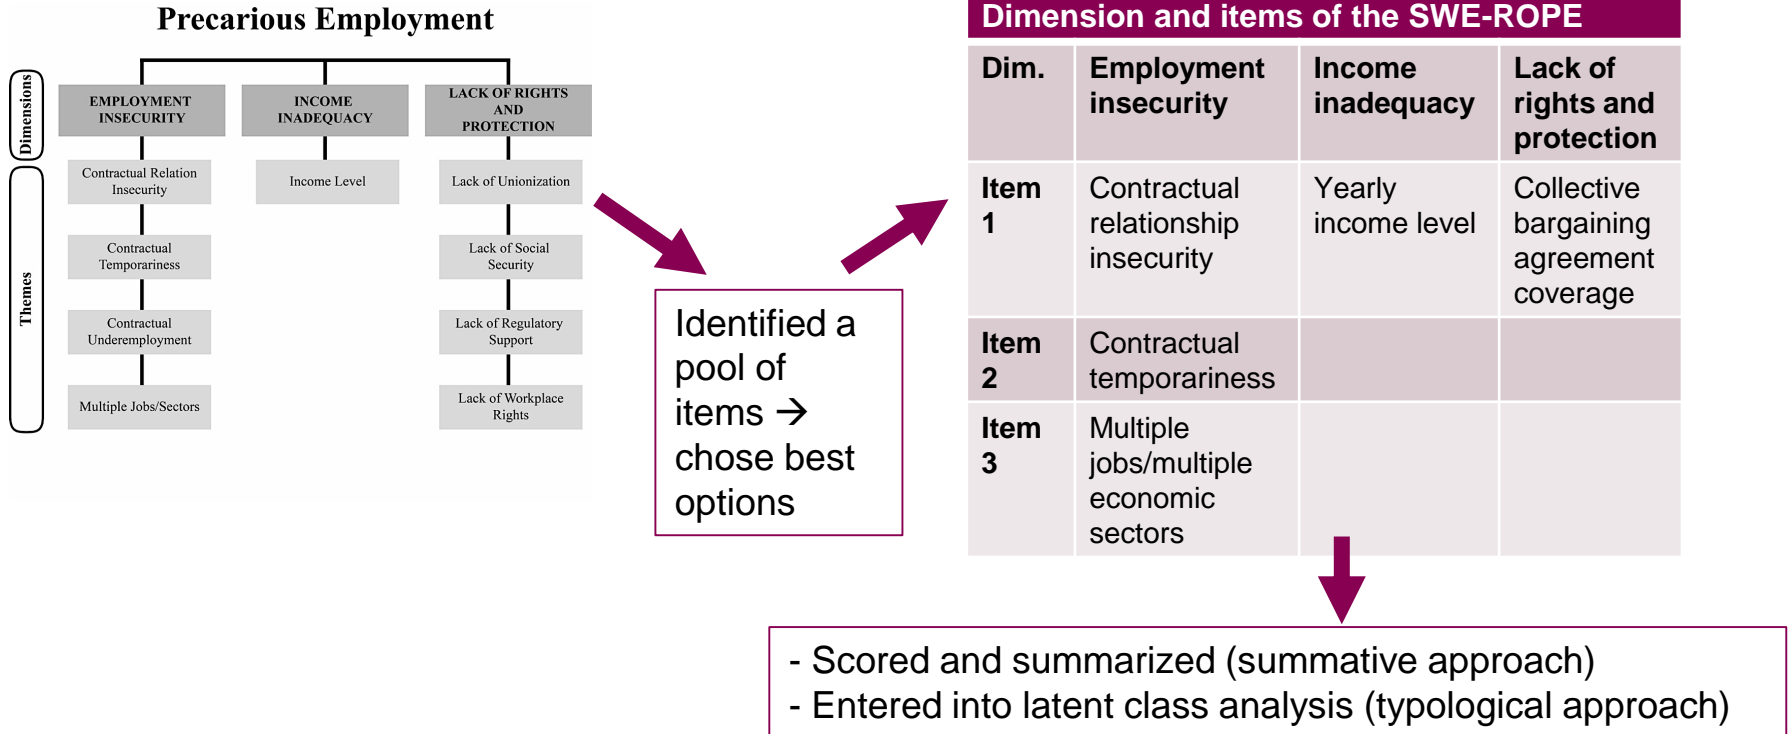 Precarious Employment
Dimensions
EMPLOYMENT
INSECURITY
INCOME
INADEQUACY
LACK OF RIGHTS
AND
PROTECTION
Themes
Contractual Relation
Insecurity
Contractual
Temporariness
Contractual
Underemployment
Multiple Jobs/Sectors
Income Level
Lack of Unionization
Lack of Social
Security
Lack of Regulatory
Support
Lack of Workplace
Rights
Identified a
pool of
items →
chose best
options
Dimension and items of the SWE-ROPE
Dim.
Employment
insecurity
Income
inadequacy
Lack of
rights and
protection
Item
1
Contractual
relationship
insecurity
Yearly
income level
Collective
bargaining
agreement
coverage
Item
2
Contractual
temporariness
Item
3
Multiple
jobs/multiple
economic
sectors
- Scored and summarized (summative approach)
- Entered into latent class analysis (typological approach)